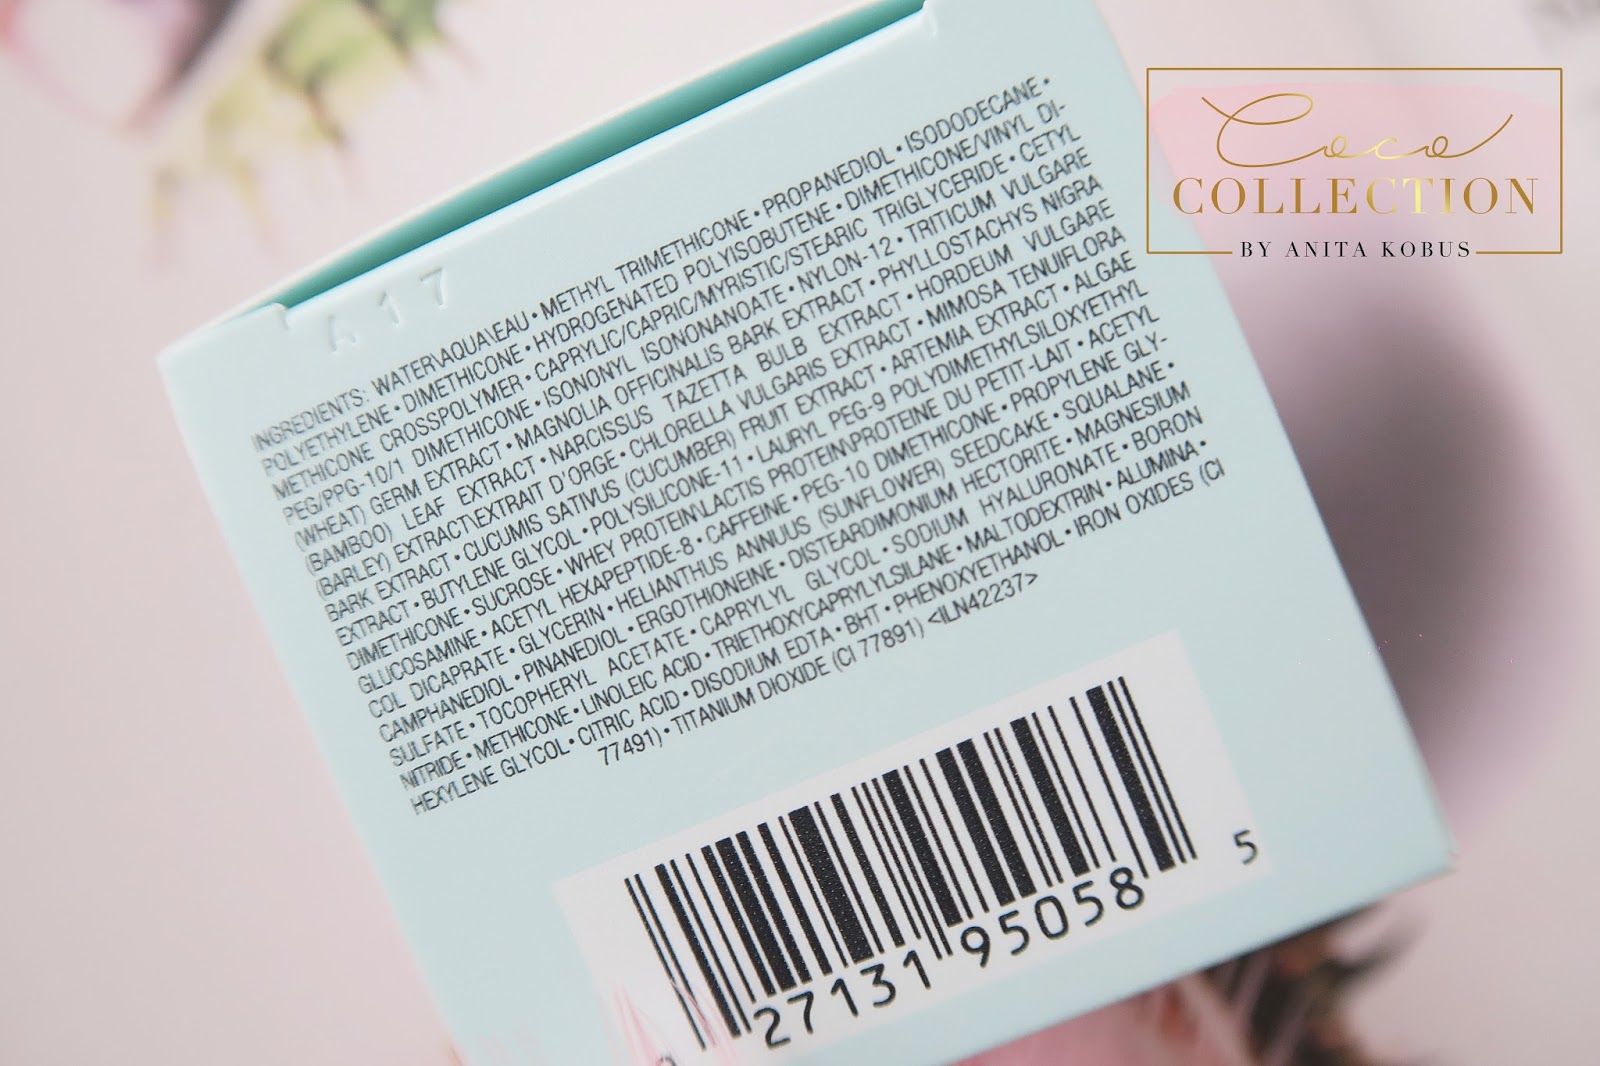 Coco
COLLECTION
BY ANITA KOBUS
A17
INGREDIENTS: WATER\AQUA\EAU • METHYL TRIMETHICONE • PROPANEDIOL • ISODODECANE •
POLYETHYLENE • DIMETHICONE • HYDROGENATED POLYISOBUTENE • DIMETHICONE/VINYL DI-
METHICONE CROSSPOLYMER • CAPRYLIC/CAPRIC/MYRISTIC/STEARIC TRIGLYCERIDE • CETYL
PEG/PPG-10/1 DIMETHICONE • ISONONYL ISONONANOATE • NYLON-12 • TRITICUM VULGARE
(WHEAT) GERM EXTRACT • MAGNOLIA OFFICINALIS BARK EXTRACT • PHYLLOSTACHYS NIGRA
(BAMBOO) LEAF EXTRACT • NARCISSUS TAZETTA BULB EXTRACT • HORDEUM VULGARE
(BARLEY) EXTRACT\EXTRAIT D'ORGE • CHLORELLA VULGARIS EXTRACT • MIMOSA TENUIFLORA
BARK EXTRACT • CUCUMIS SATIVUS (CUCUMBER) FRUIT EXTRACT • ARTEMIA EXTRACT • ALGAE
EXTRACT • BUTYLENE GLYCOL • POLYSILICONE-11 • LAURYL PEG-9 POLYDIMETHYLSILOXYETHYL
DIMETHICONE • SUCROSE • WHEY PROTEIN\LACTIS PROTEIN\PROTEINE DU PETIT-LAIT • ACETYL
GLUCOSAMINE • ACETYL HEXAPEPTIDE-8 • CAFFEINE • PEG-10 DIMETHICONE • PROPYLENE GLY-
COL DICAPRATE • GLYCERIN • HELIANTHUS ANNUUS (SUNFLOWER) SEEDCAKE • SQUALANE •
CAMPHANEDIOL • PINANEDIOL • ERGOTHIONEINE • DISTEARDIMONIUM HECTORITE • MAGNESIUM
SULFATE • TOCOPHERYL ACETATE • CAPRYLYL GLYCOL • SODIUM HYALURONATE • BORON
NITRIDE • METHICONE • LINOLEIC ACID • TRIETHOXYCAPRYLYLSILANE • MALTODEXTRIN • ALUMINA •
HEXYLENE GLYCOL • CITRIC ACID • DISODIUM EDTA • BHT • PHENOXYETHANOL • IRON OXIDES (CI
77491) • TITANIUM DIOXIDE (CI 77891) <ILN42237>
27131 95058 5